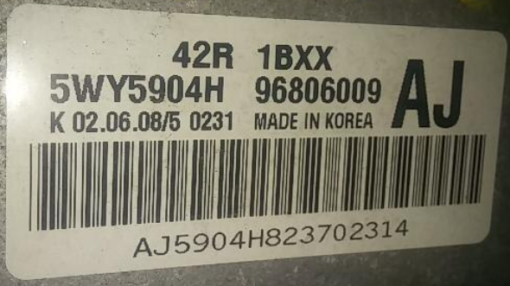 42R 1BXX
5WY5904H 96806009 AJ
K 02.06.08/5 0231 MADE IN KOREA
AJ5904H823702314